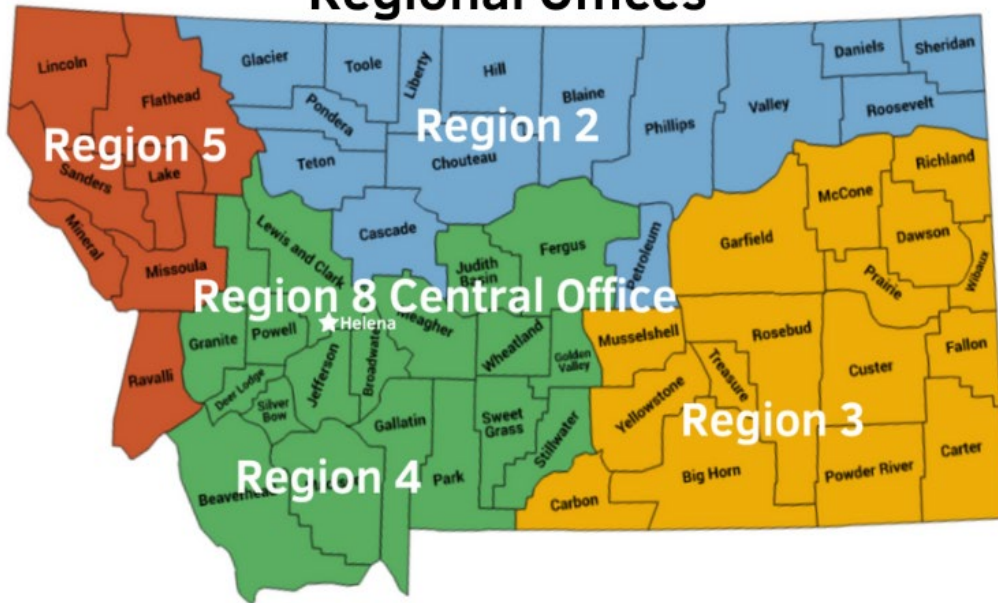 Regional Offices
Lincoln
Flathead
Glacier
Toole
Liberty
Hill
Blaine
Phillips
Valley
Daniels
Sheridan
Roosevelt
Pondera
Teton
Chouteau
Region 5
Region 2
Sanders
Lake
Mineral
Missoula
Lewis and Clark
Cascade
Judith
Basin
Fergus
Petroleum
Garfield
McCone
Richland
Dawson
Prairie
Wibaux
Region 8 Central Office
Helena
Meagher
Granite
Powell
Ravalli
Deer Lodge
Silver
Bow
Jefferson
Wheatland
Golden
Valley
Musselshell
Rosebud
Treasure
Custer
Fallon
Yellowstone
Gallatin
Sweet
Grass
Stillwater
Region 3
Region 4
Park
Carbon
Big Horn
Powder River
Carter